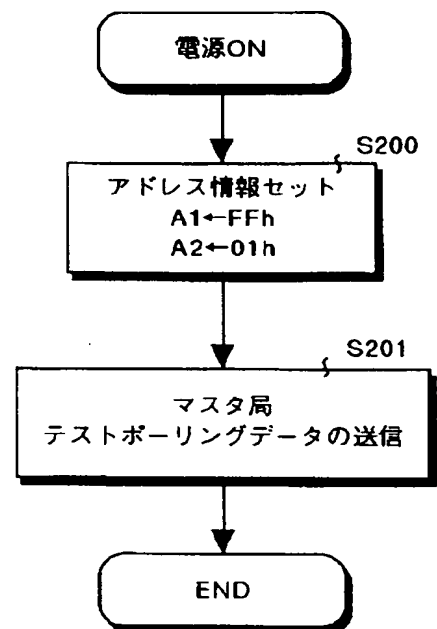 電源ON
S200
アドレス情報セット
A1←FFh
A2←01h
S201
マスタ局
テストポーリングデータの送信
END